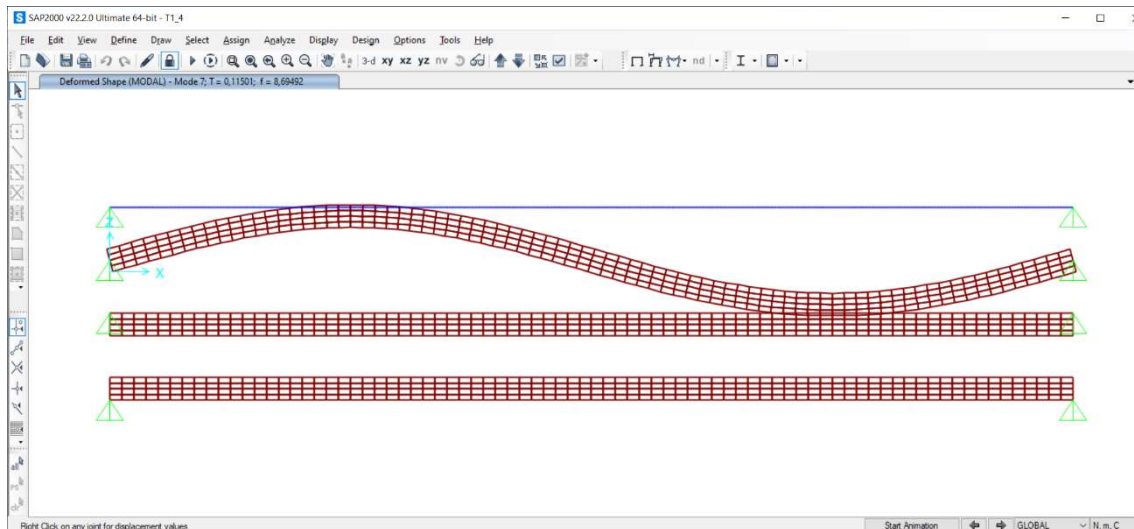 SAP2000 v22.2.0 Ultimate 64-bit - T1_4
File Edit View Define Draw Select Assign Analyze Display Design Options Tools Help
3-d xy xz yz nv nd
Deformed Shape (MODAL) - Mode 7; T = 0,11501; f = 8,69492
Z
X
all
Right Click on any joint for displacement values
Start Animation GLOBAL N, m, C